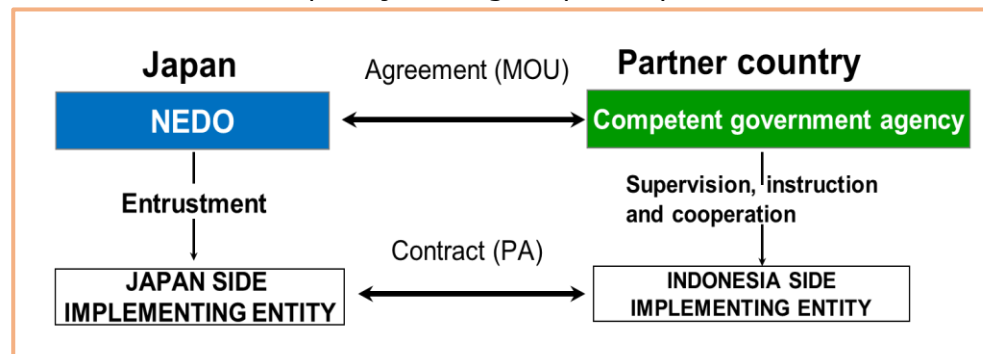 Japan
Agreement (MOU)
Partner country
NEDO
Competent government agency
Entrustment
Supervision, instruction
and cooperation
Contract (PA)
JAPAN SIDE
IMPLEMENTING ENTITY
INDONESIA SIDE
IMPLEMENTING ENTITY